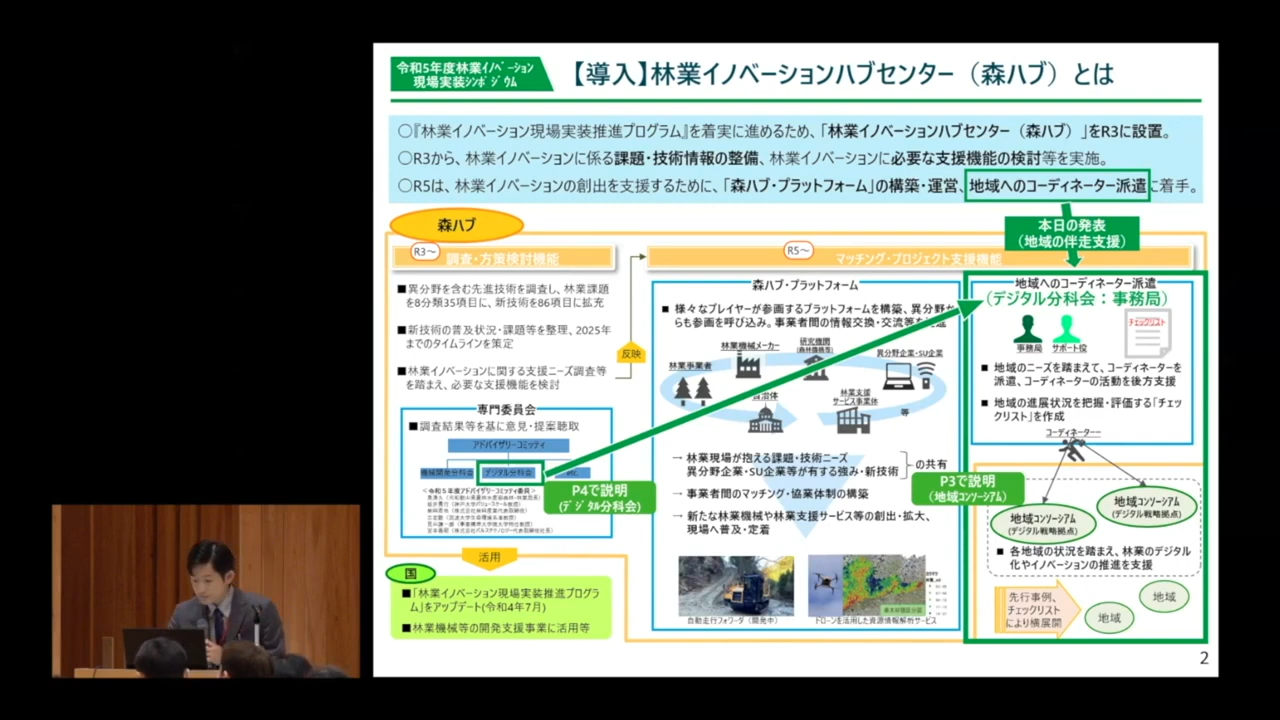 令和5年度林業イノベーション
現場実装シンポジウム
【導入】林業イノベーションハブセンター（森ハブ）とは
○『林業イノベーション現場実装推進プログラム』を着実に進めるため、「林業イノベーションハブセンター（森ハブ）」をR3に設置。
○R3から、林業イノベーションに係る課題・技術情報の整備、林業イノベーションに必要な支援機能の検討等を実施。
○R5は、林業イノベーションの創出を支援するために、「森ハブ・プラットフォーム」の構築・運営、地域へのコーディネーター派遣に着手。
本日の発表
（地域の伴走支援）
森ハブ
R3～
調査・方策検討機能
■異分野を含む先進技術を調査し、林業課題
を8分類35項目に、新技術を86項目に拡充
■新技術の普及状況・課題等を整理、2025年
までのタイムラインを策定
■林業イノベーションに関する支援ニーズ調査等
を踏まえ、必要な支援機能を検討
反映
専門委員会
■調査結果等を基に意見・提案聴取
アドバイザリーコミッティ
機械開発分科会
デジタル分科会
etc.
＜令和５年度アドバイザリーコミッティ委員＞
P4で説明
(デジタル分科会)
活用
国
■「林業イノベーション現場実装推進プログラ
ム」をアップデート(令和4年7月)
■林業機械等の開発支援事業に活用等
R5～
マッチング・プロジェクト支援機能
森ハブ・プラットフォーム
■様々なプレイヤーが参画するプラットフォームを構築、異分野か
らも参画を呼び込み。事業者間の情報交換・交流等を
林業機械メーカー
研究機関
異分野企業・SU企業
林業事業者
自治体
林業支援
サービス事業体
等
→ 林業現場が抱える課題・技術ニーズ
異分野企業・SU企業等が有する強み・新技術
の共有
→ 事業者間のマッチング・協業体制の構築
→ 新たな林業機械や林業支援サービス等の創出・拡大、
現場へ普及・定着
自動走行フォワーダ（開発中）
ドローンを活用した資源情報解析サービス
地域へのコーディネーター派遣
（デジタル分科会：事務局）
事務局
サポート役
チェックリスト
■地域のニーズを踏まえて、コーディネーターを
派遣、コーディネーターの活動を後方支援
■地域の進展状況を把握・評価する「チェッ
クリスト」を作成
コーディネーター
P3で説明
（地域コンソーシアム）
地域コンソーシアム
(デジタル戦略拠点)
地域コンソーシアム
(デジタル戦略拠点)
■各地域の状況を踏まえ、林業のデジタル
化やイノベーションの推進を支援
先行事例、
チェックリスト
により横展開
地域
地域
2